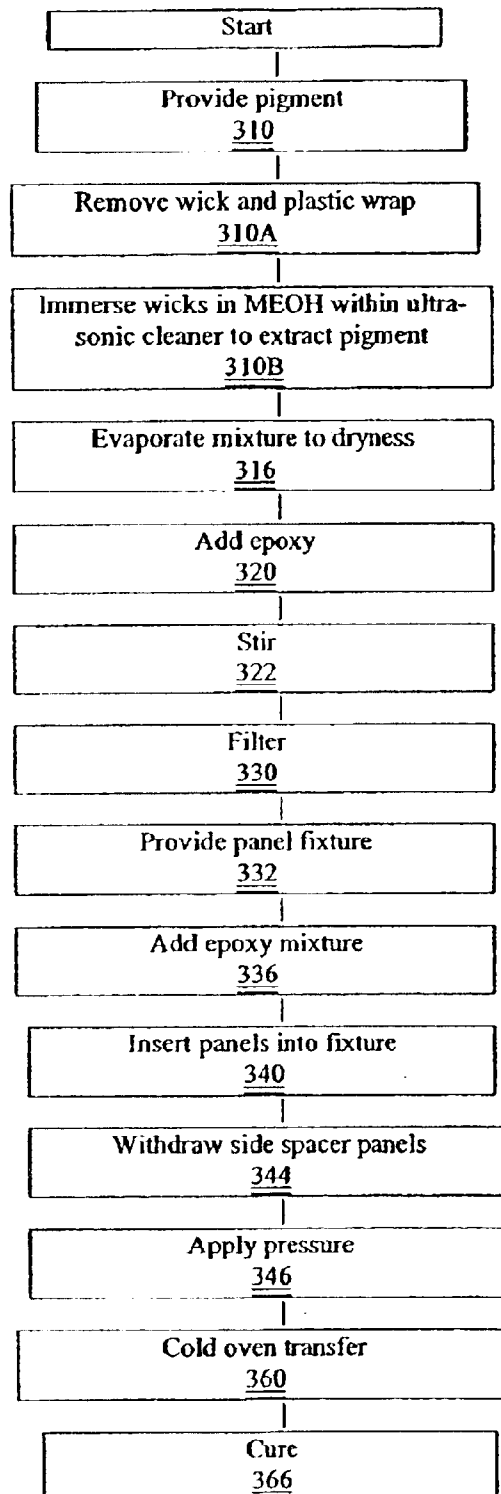 Start
Provide pigment
310
Remove wick and plastic wrap
310A
Immerse wicks in MEOH within ultra-
sonic cleaner to extract pigment
310B
Evaporate mixture to dryness
316
Add epoxy
320
Stir
322
Filter
330
Provide panel fixture
332
Add epoxy mixture
336
Insert panels into fixture
340
Withdraw side spacer panels
344
Apply pressure
346
Cold oven transfer
360
Cure
366